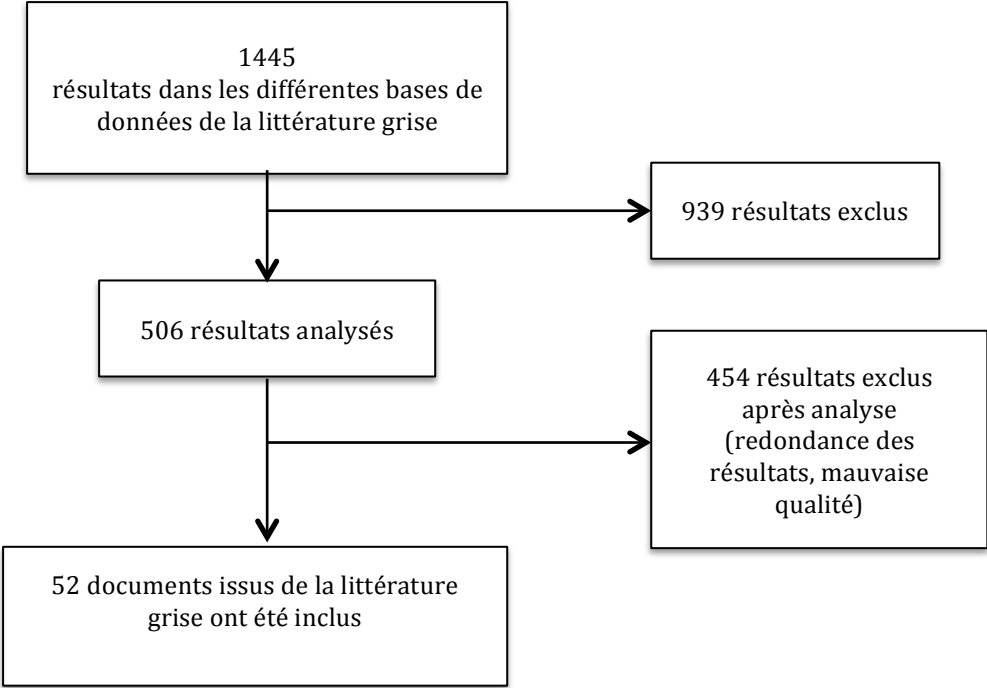 1445
résultats dans les différentes bases de
données de la littérature grise
939 résultats exclus
506 résultats analysés
454 résultats exclus
après analyse
(redondance des
résultats, mauvaise
qualité)
52 documents issus de la littérature
grise ont été inclus